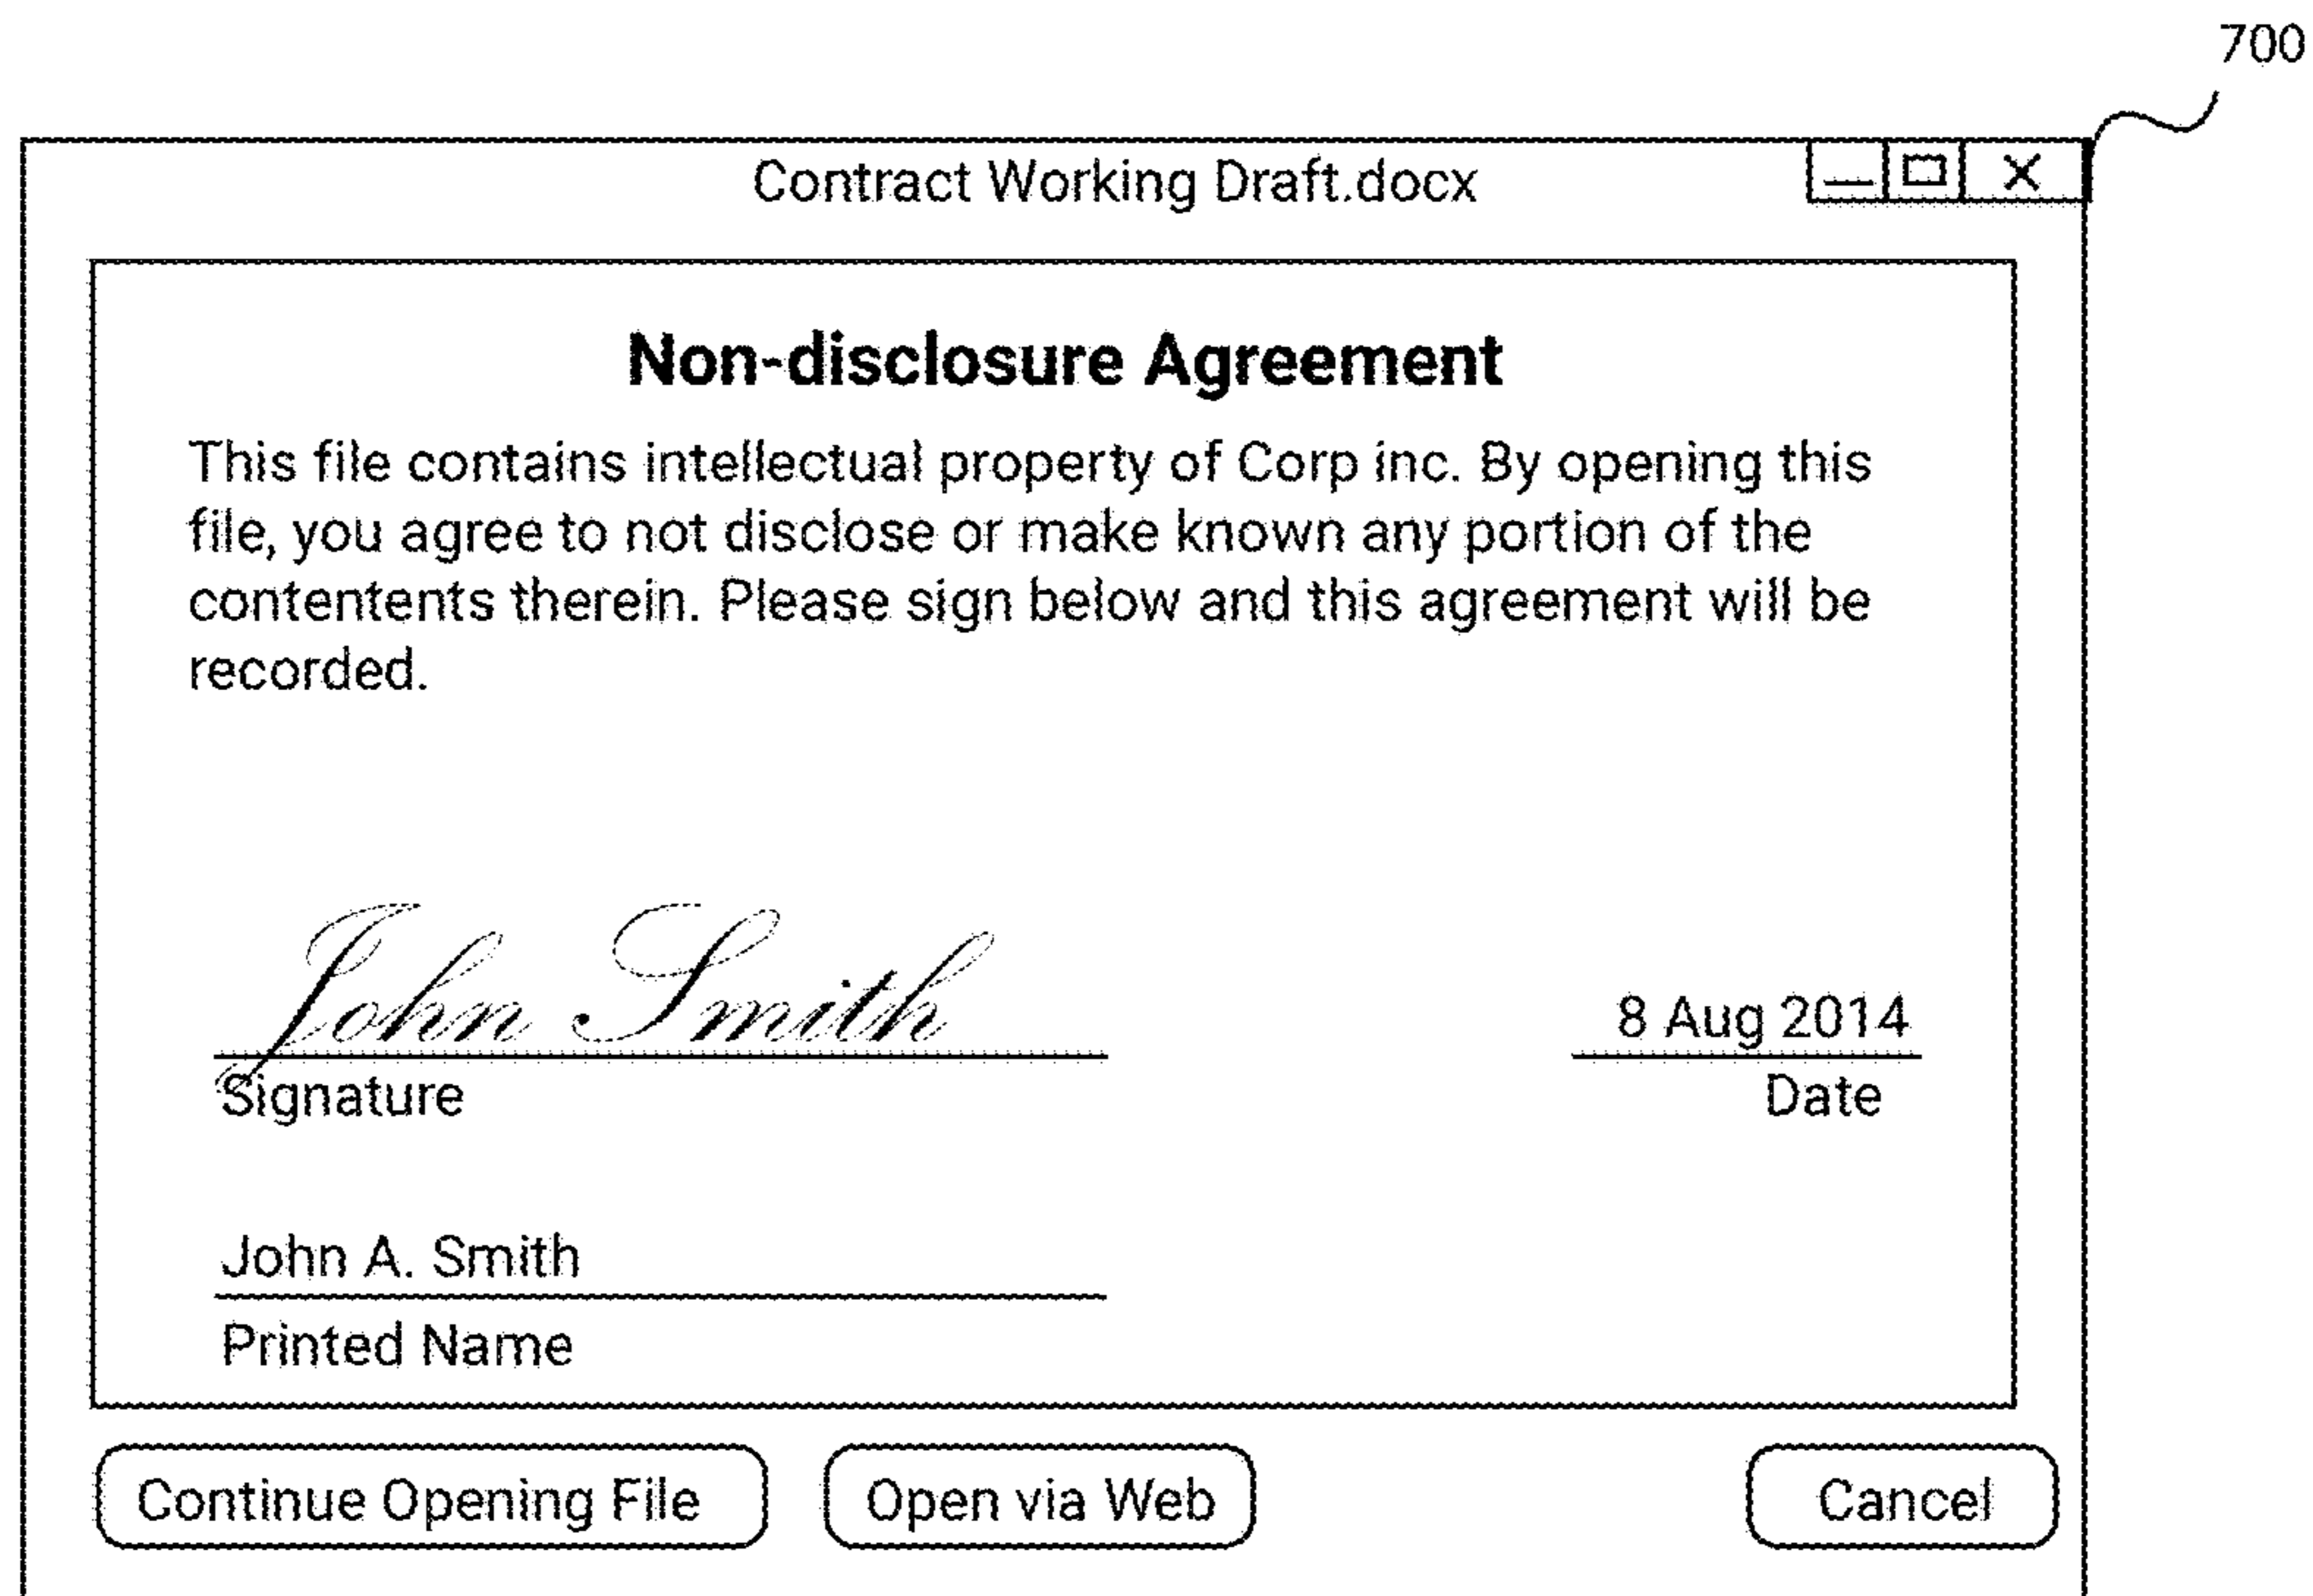 700
Contract Working Draft.docx
Non-disclosure Agreement
This file contains intellectual property of Corp inc. By opening this
file, you agree to not disclose or make known any portion of the
contentents therein. Please sign below and this agreement will be
recorded.
John Smith
8 Aug 2014
Signature
Date
John A. Smith
Printed Name
Continue Opening File
Open via Web
Cancel